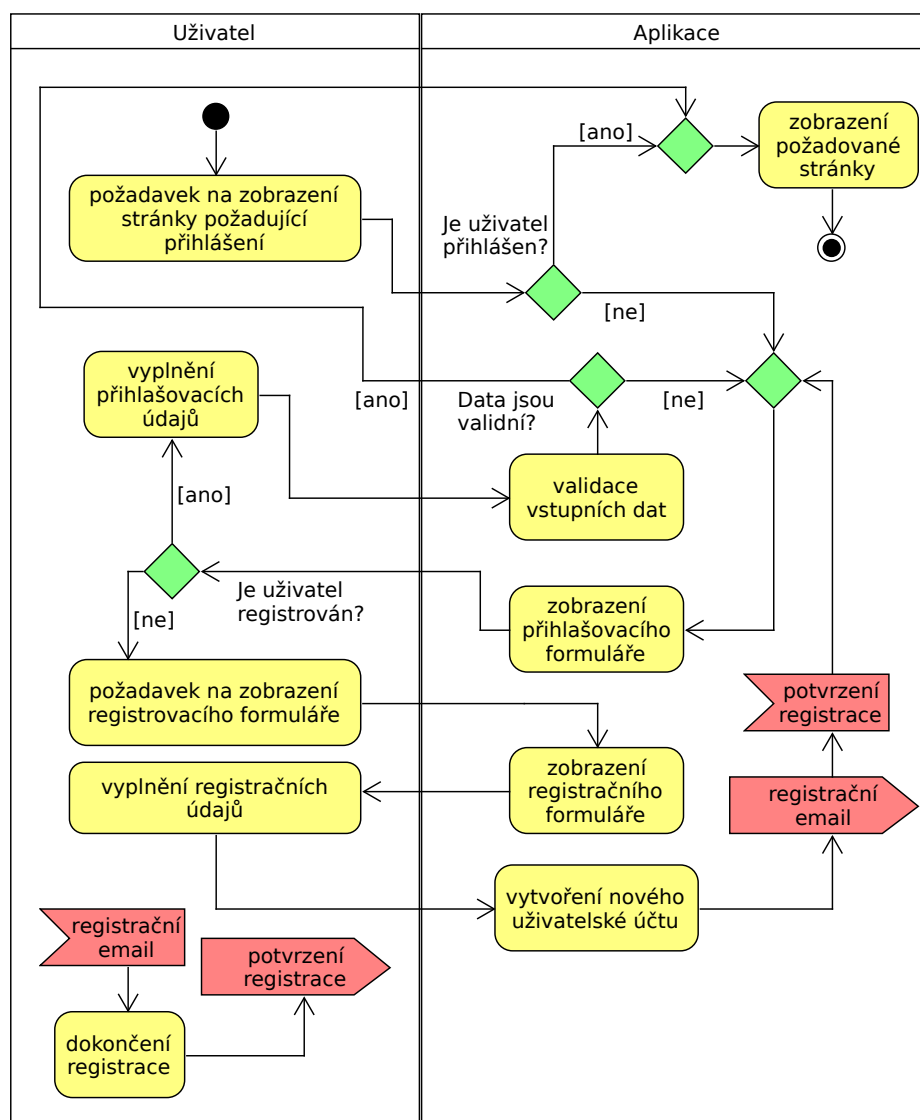 Uživatel
Aplikace
[ano]
zobrazení
požadované
stránky
požadavek na zobrazení
stránky požadující
přihlášení
Je uživatel
přihlášen?
[ne]
vyplnění
přihlašovacích
údajů
[ano]
Data jsou
validní?
[ne]
[ano]
validace
vstupních dat
Je uživatel
registrován?
[ne]
zobrazení
přihlašovacího
formuláře
požadavek na zobrazení
registrovacího formuláře
potvrzení
registrace
vyplnění registračních
údajů
zobrazení
registračního
formuláře
registrační
email
vytvoření nového
uživatelské účtu
registrační
email
potvrzení
registrace
dokončení
registrace